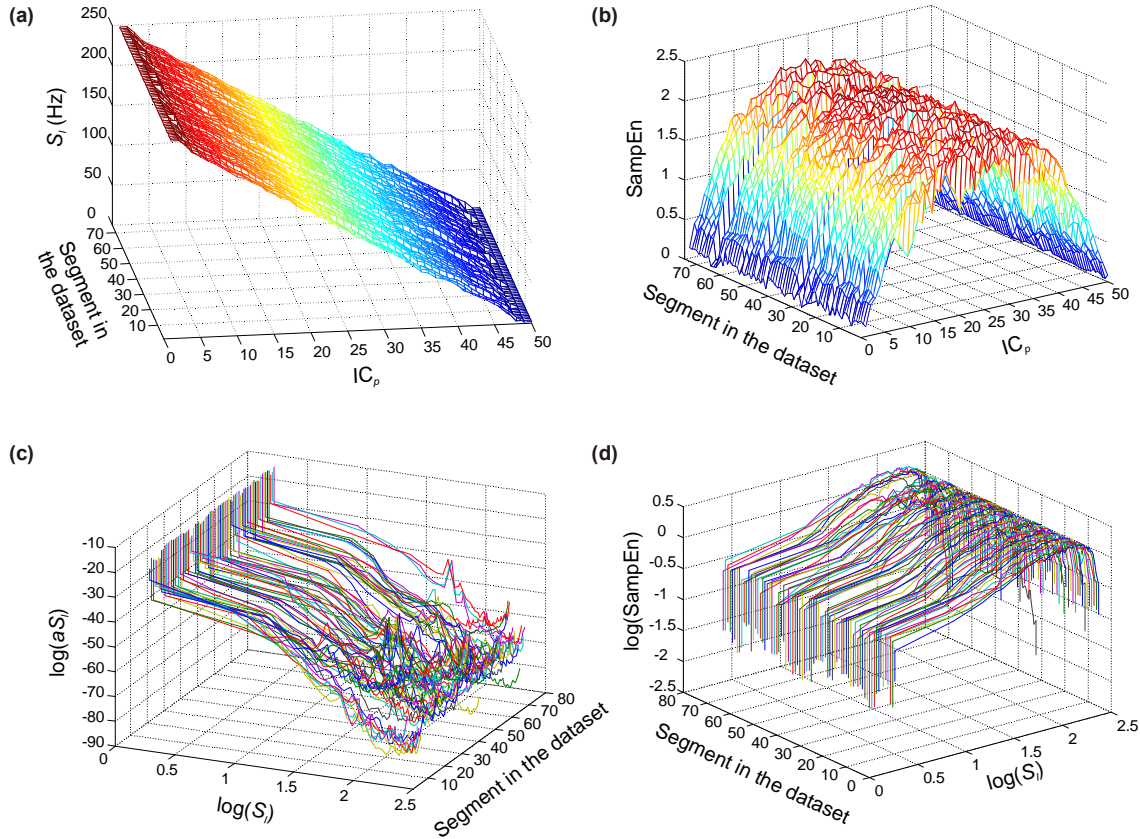 (a)
250
200
150
100
50
0
S_l (Hz)
70
60
50
40
30
20
10
Segment in
the dataset
0 5 10 15 20 25 30 35 40 45 50
IC_p
(b)
2.5
2
1.5
1
0.5
0
SampEn
70 60 50 40 30 20 10
Segment in the dataset
0 5 10 15 20 25 30 35 40 45 50
IC_p
(c)
-10
-20
-30
-40
-50
-60
-70
-80
-90
log(aS_l)
0 0.5 1 1.5 2 2.5
log(S_l)
10 20 30 40 50 60 70 80
Segment in the dataset
(d)
0.5
0
-0.5
-1
-1.5
-2
-2.5
log(SampEn)
80 70 60 50 40 30 20 10 0
Segment in the dataset
0 0.5 1 1.5 2 2.5
log(S_l)